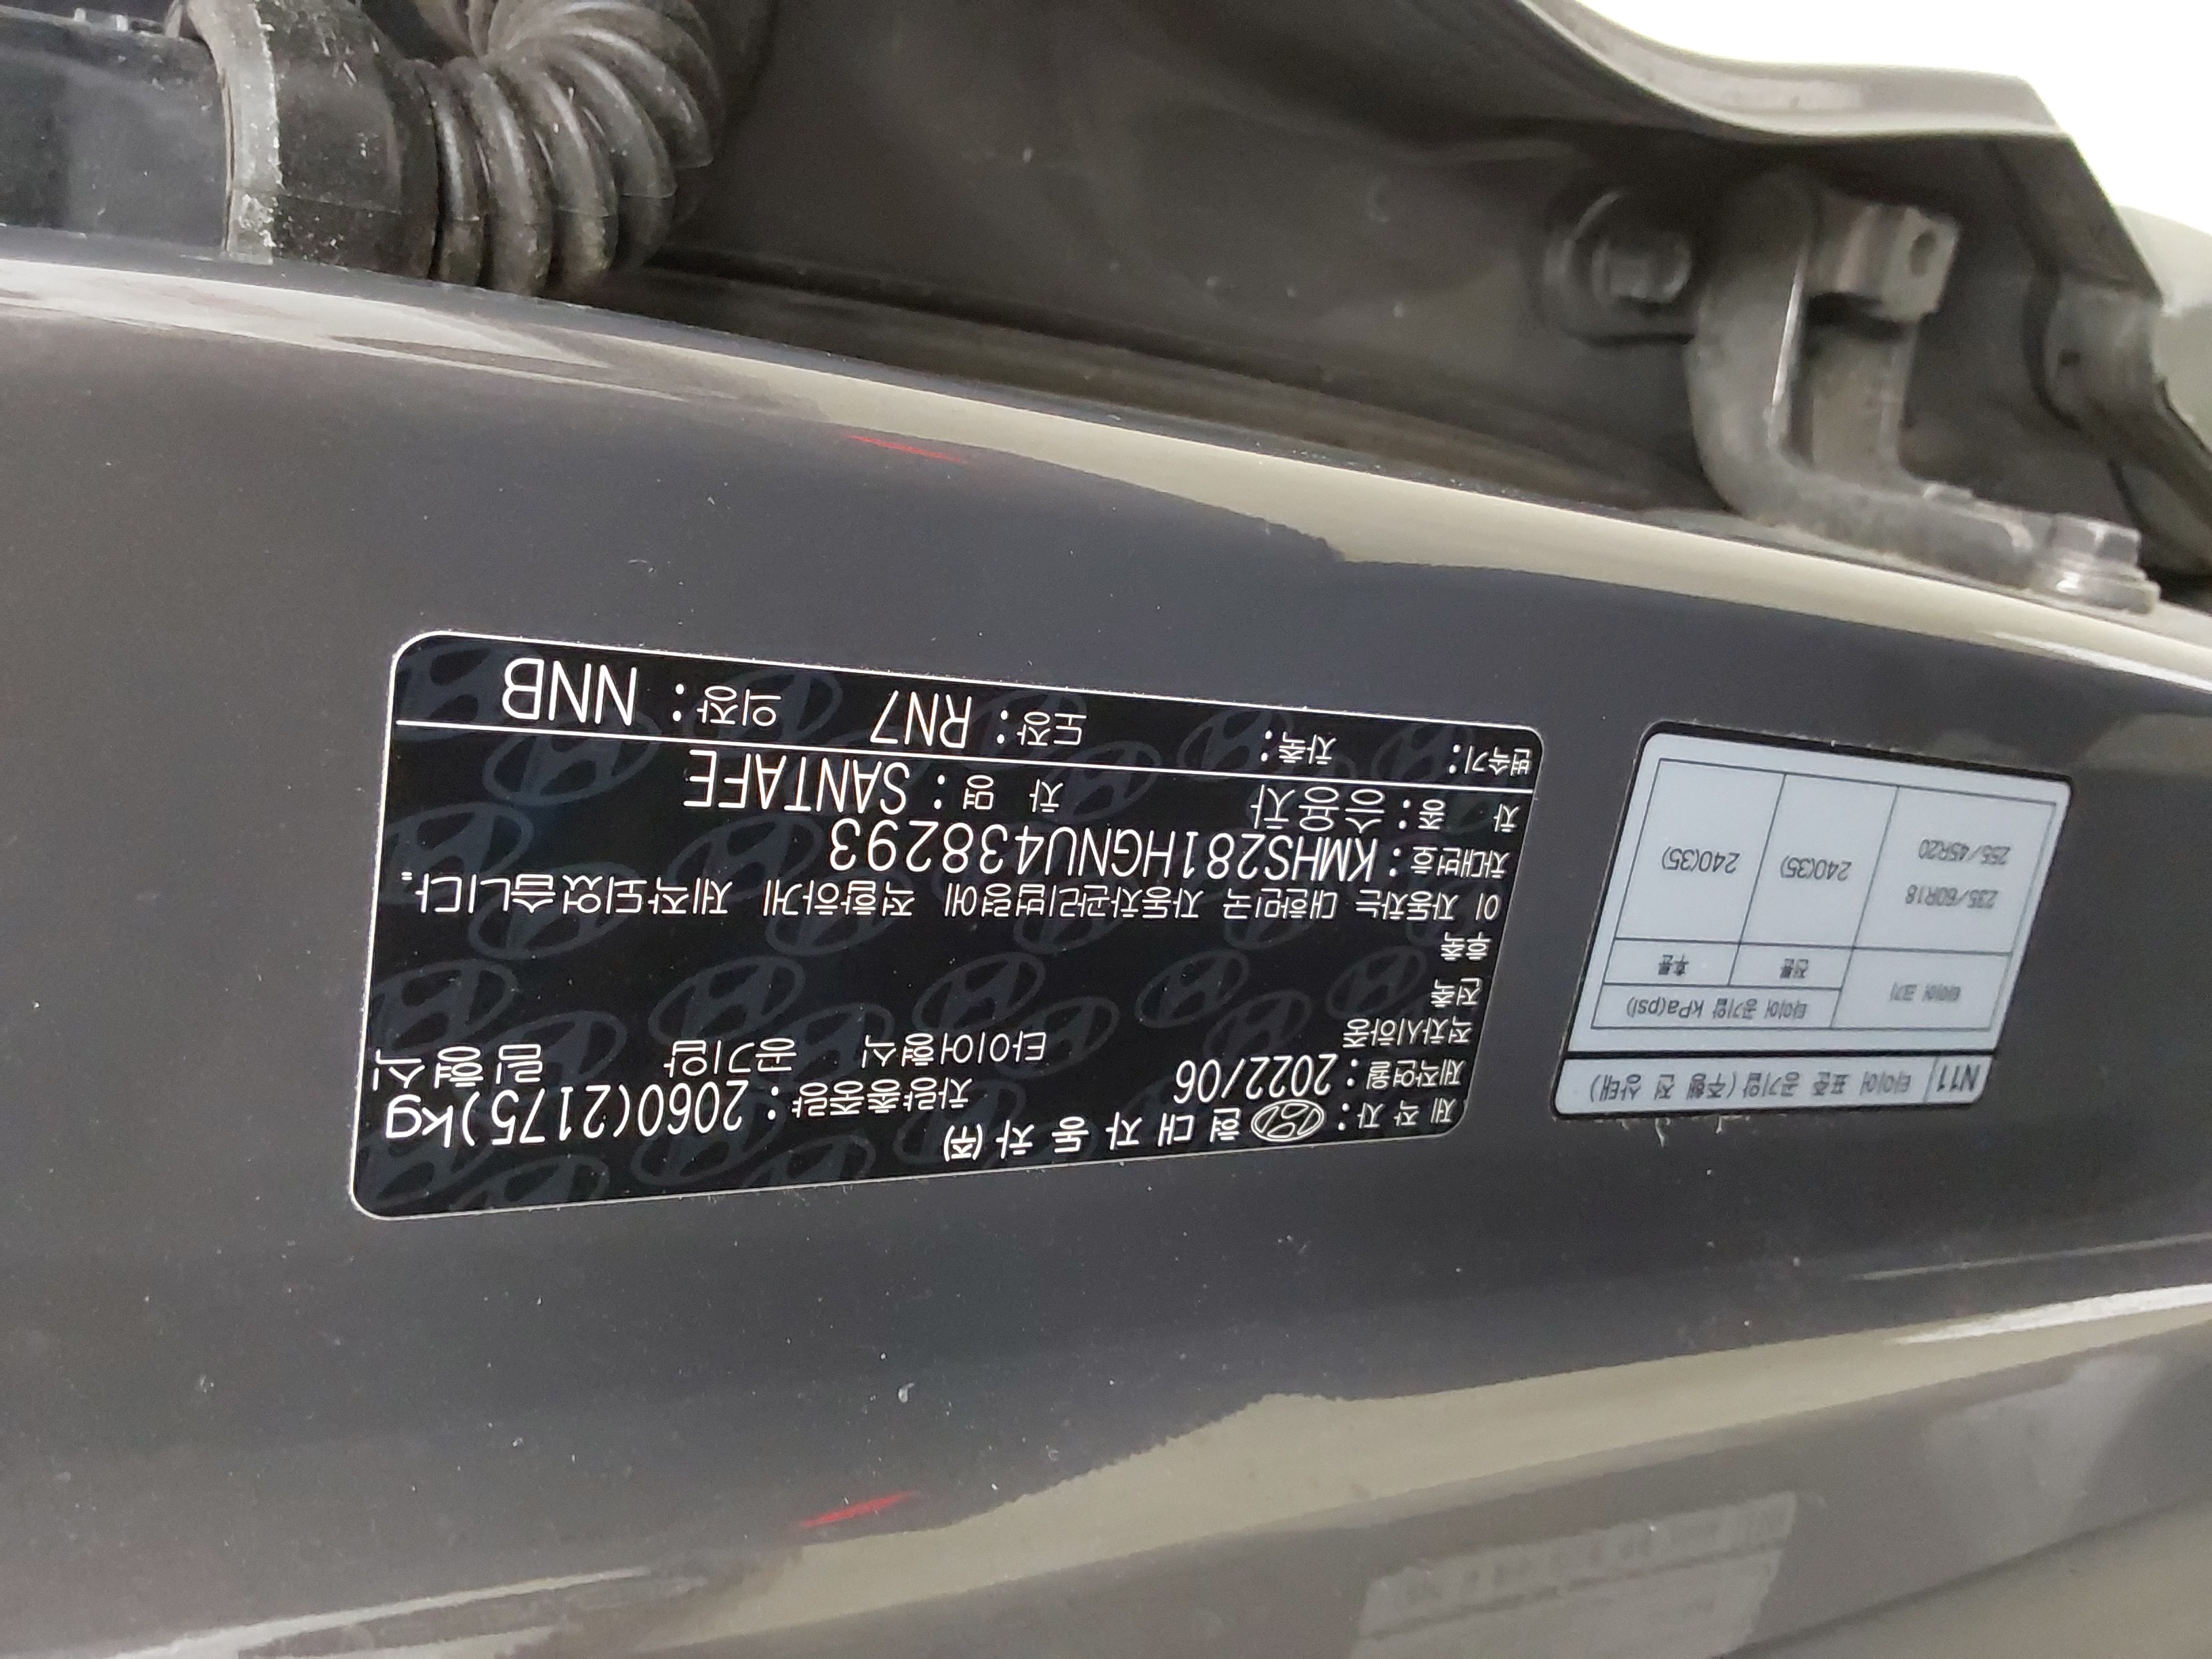 제 작 자 : 현 대 자 동 차 (주)
제작연월 : 2022/06 차량총중량 : 2060(2175)kg
적차시하중 타이어형식 공기압 림 형식
전축
후축
이 자동차는 대한민국 자동차관리법령에 적합하게 제작되었습니다.
차대번호 : KMHS281HGNU438293
차 종 : 승용차 차 명 : SANTAFE
변속기 : 차축 : 도장 : RN7 의장 : NNB
N11 타이어 표준 공기압 (주행 전 상태)
타이어 크기 타이어 공기압 kPa(psi)
전륜 후륜
235/60R18 240(35) 240(35)
255/45R20